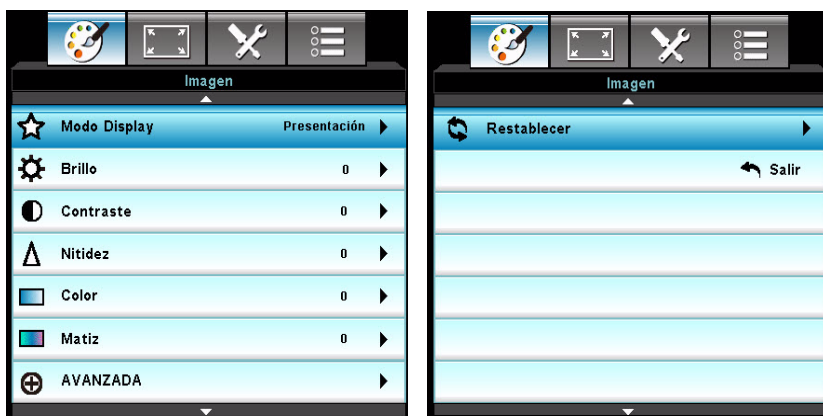 Imagen
Modo Display Presentación
Brillo 0
Contraste 0
Nitidez 0
Color 0
Matiz 0
AVANZADA
Imagen
Restablecer
Salir